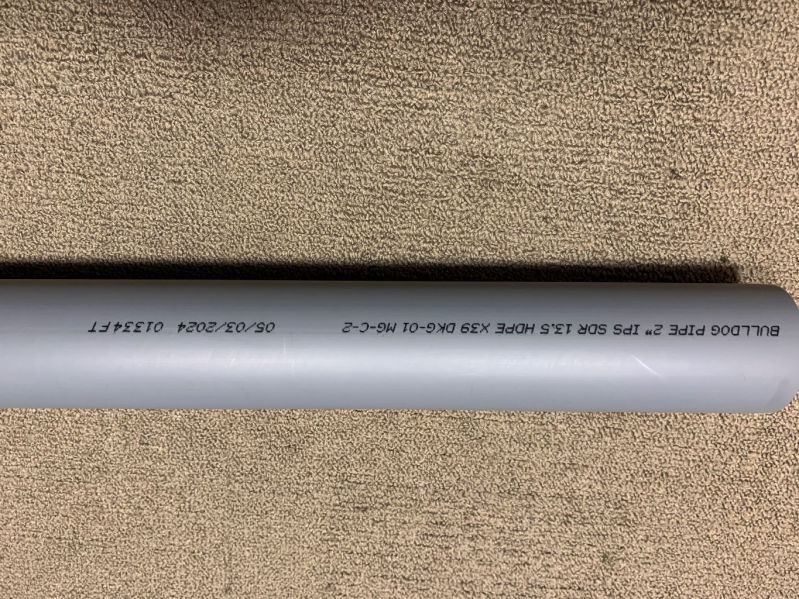 BULLDOG PIPE 2" IPS SDR 13.5 HDPE X39 DKG-01 MG-C-2 05/03/2024 01334FT